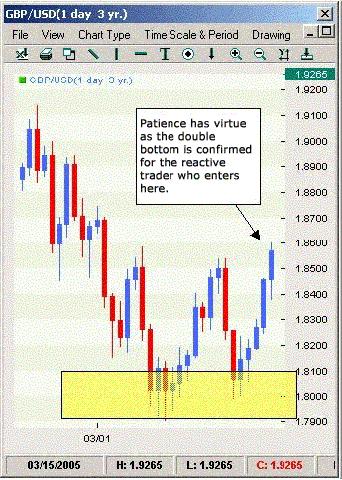 GBP/USD(1 day 3 yr.)
File View Chart Type Time Scale & Period Drawing
GBP/USD(1 day 3 yr.)
1.9265
1.9200
1.9100
1.9000
1.8900
1.8800
1.8700
1.8600
1.8500
1.8400
1.8300
1.8200
1.8100
1.8000
1.7900
Patience has virtue
as the double
bottom is confirmed
for the reactive
trader who enters
here.
03/01
03/15/2005 H: 1.9265 L: 1.9265 C: 1.9265